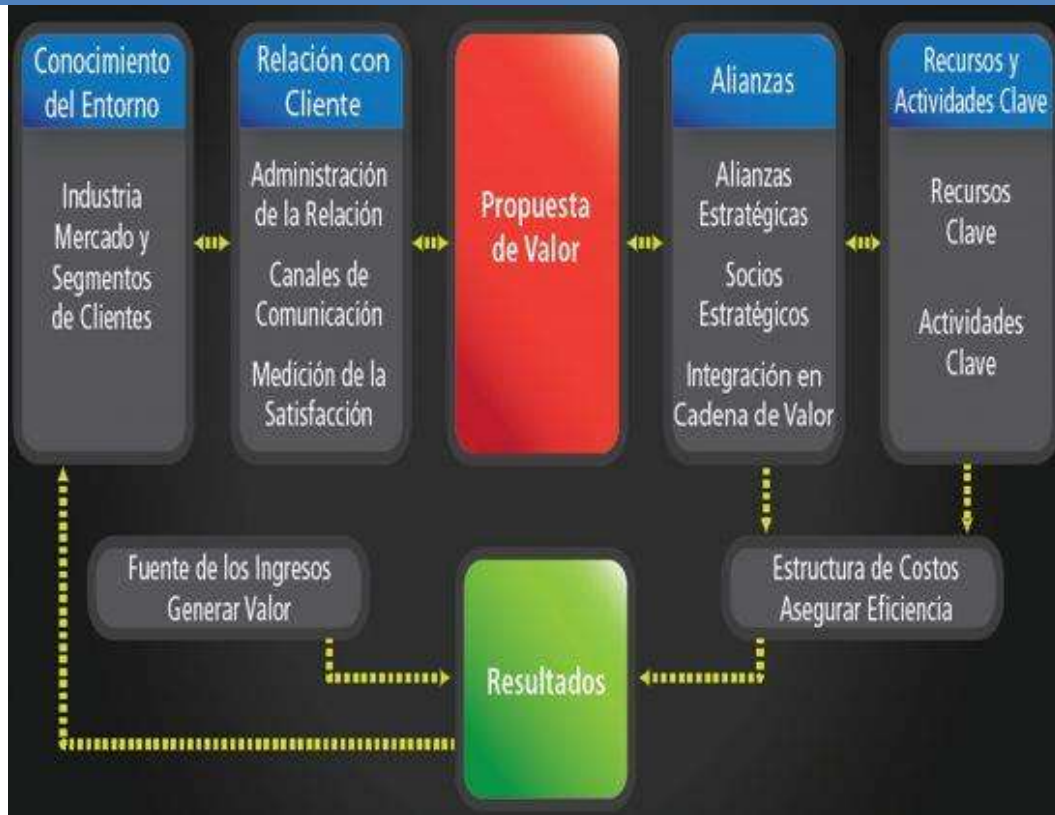 Conocimiento
del Entorno
Industria
Mercado y
Segmentos
de Clientes
Relación con
Cliente
Administración
de la Relación
Canales de
Comunicación
Medición de la
Satisfacción
Propuesta
de Valor
Alianzas
Alianzas
Estratégicas
Socios
Estratégicos
Integración en
Cadena de Valor
Recursos y
Actividades Clave
Recursos
Clave
Actividades
Clave
Fuente de los Ingresos
Generar Valor
Resultados
Estructura de Costos
Asegurar Eficiencia